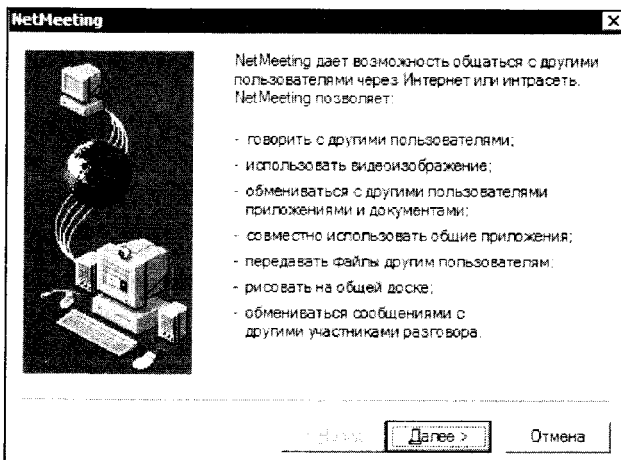 NetMeeting
NetMeeting дает возможность общаться с другими
пользователями через Интернет или интрасеть.
NetMeeting позволяет:
- говорить с другими пользователями;
- использовать видеоизображение;
- обмениваться с другими пользователями
приложениями и документами;
- совместно использовать общие приложения;
- передавать файлы другим пользователям;
- рисовать на общей доске;
- обмениваться сообщениями с
другими участниками разговора.
Далее >
Отмена